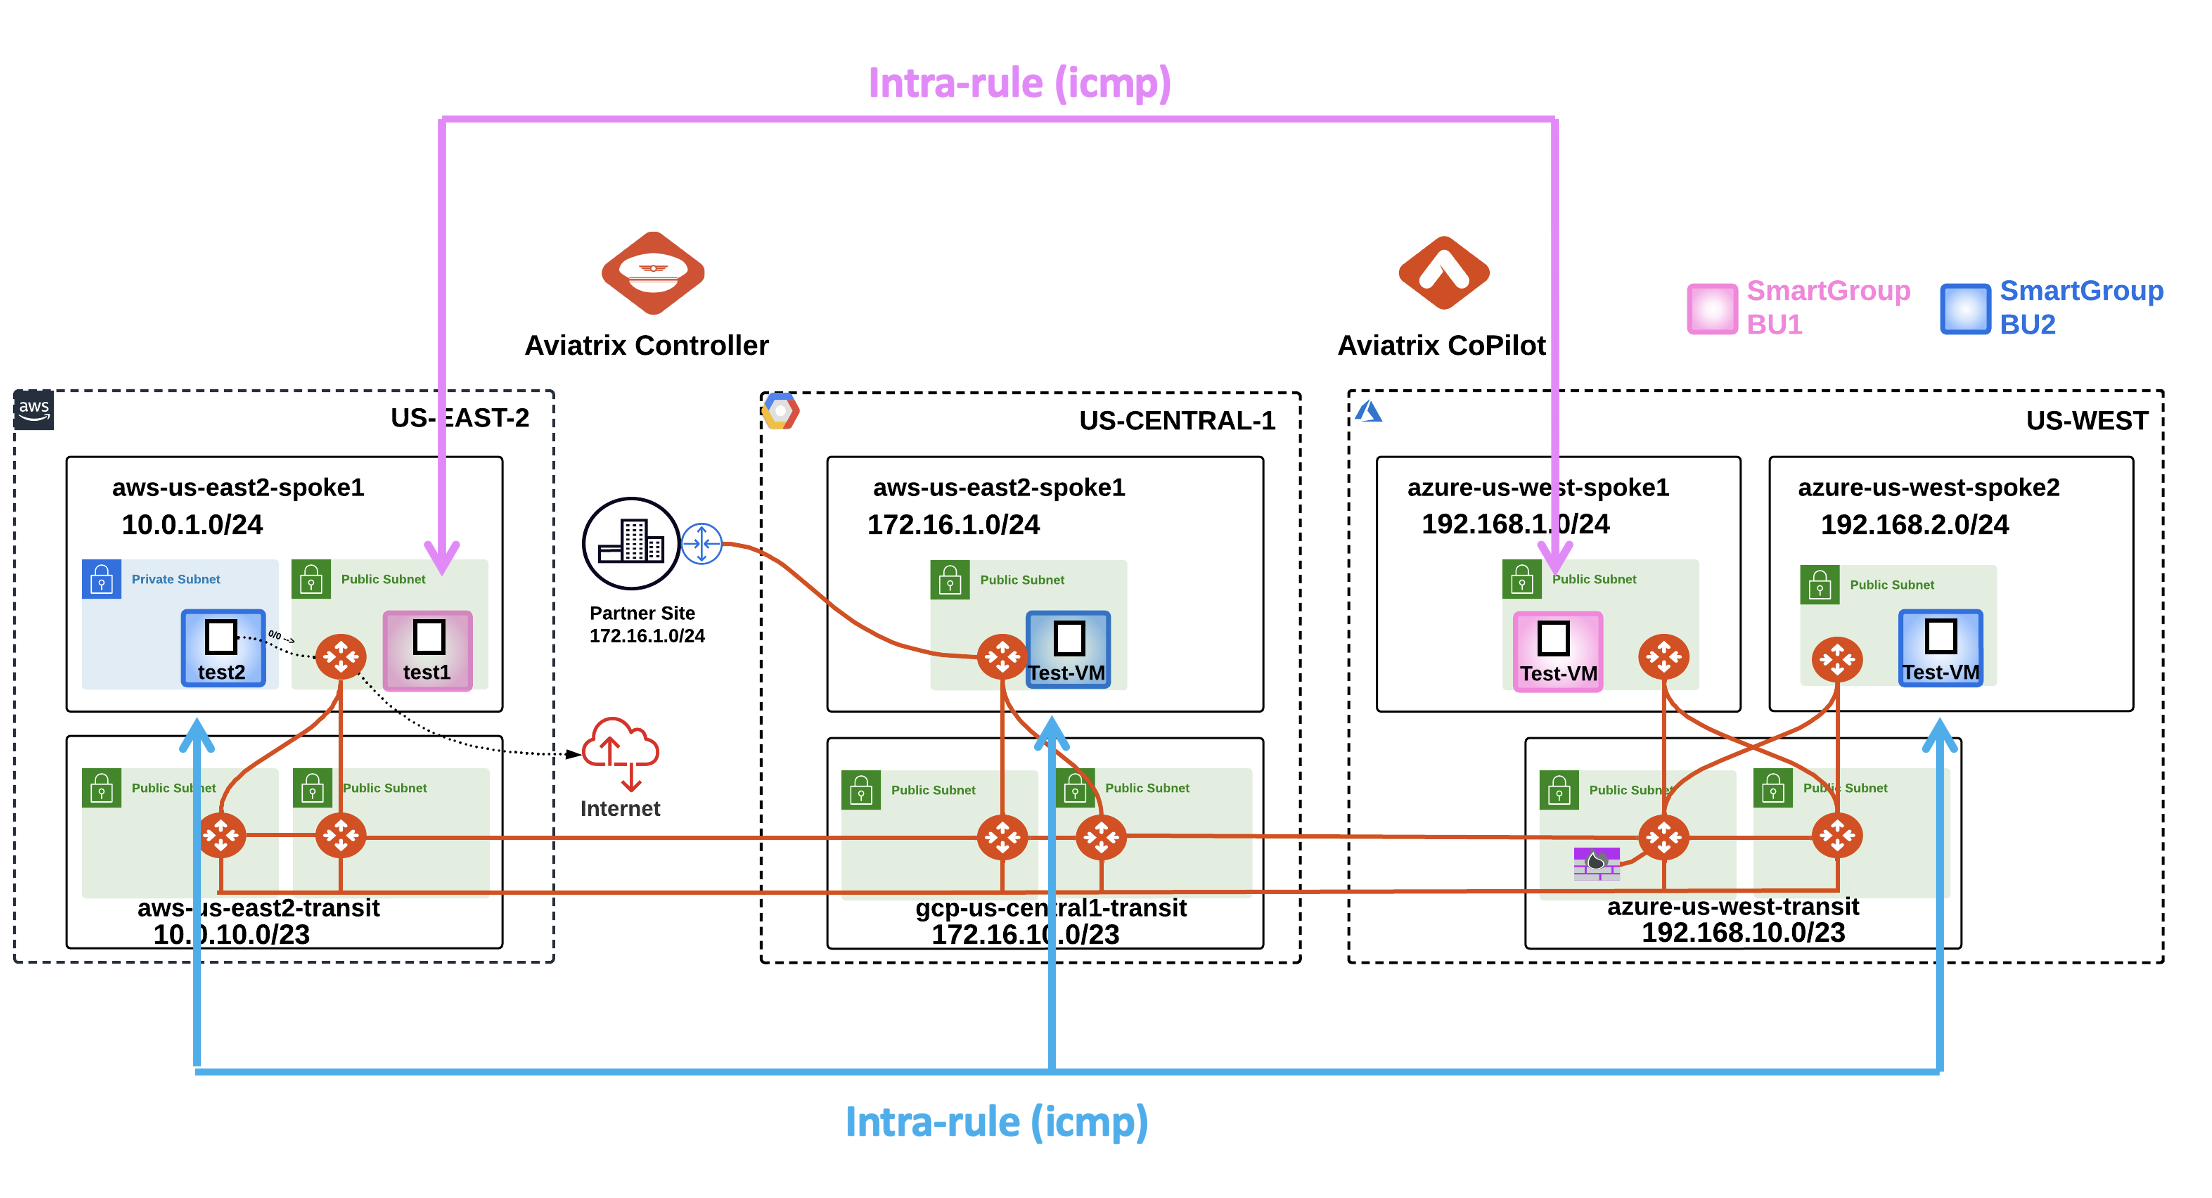 Intra-rule (icmp)
Aviatrix Controller
Aviatrix CoPilot
SmartGroup
BU1
SmartGroup
BU2
aws
US-EAST-2
aws-us-east2-spoke1
10.0.1.0/24
Private Subnet
Public Subnet
0/0 -->
test2
test1
Public Subnet
Public Subnet
aws-us-east2-transit
10.0.10.0/23
Partner Site
172.16.1.0/24
Internet
US-CENTRAL-1
aws-us-east2-spoke1
172.16.1.0/24
Public Subnet
Test-VM
Public Subnet
Public Subnet
gcp-us-central1-transit
172.16.10.0/23
US-WEST
azure-us-west-spoke1
192.168.1.0/24
Public Subnet
Test-VM
azure-us-west-spoke2
192.168.2.0/24
Public Subnet
Test-VM
Public Subnet
Public Subnet
azure-us-west-transit
192.168.10.0/23
Intra-rule (icmp)